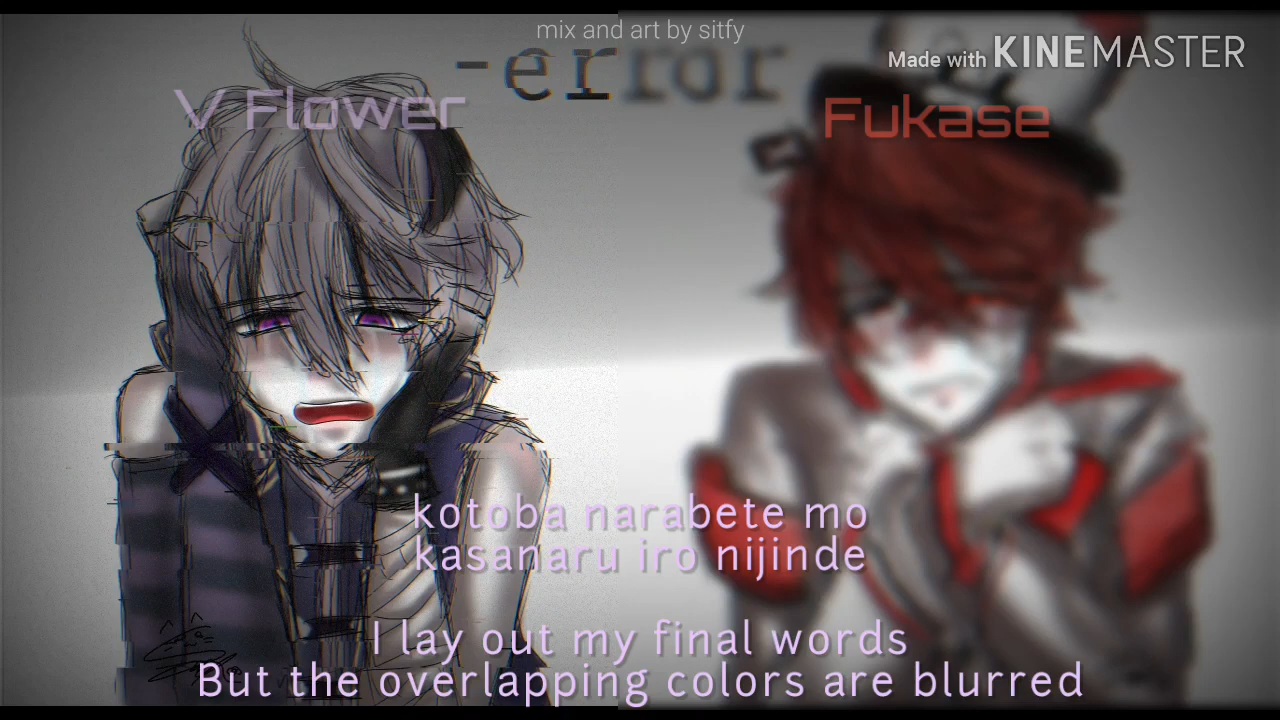 mix and art by sitfy
Made with KINEMASTER
-error
V Flower
Fukase
kotoba narabete mo
kasanaru iro nijinde
I lay out my final words
But the overlapping colors are blurred